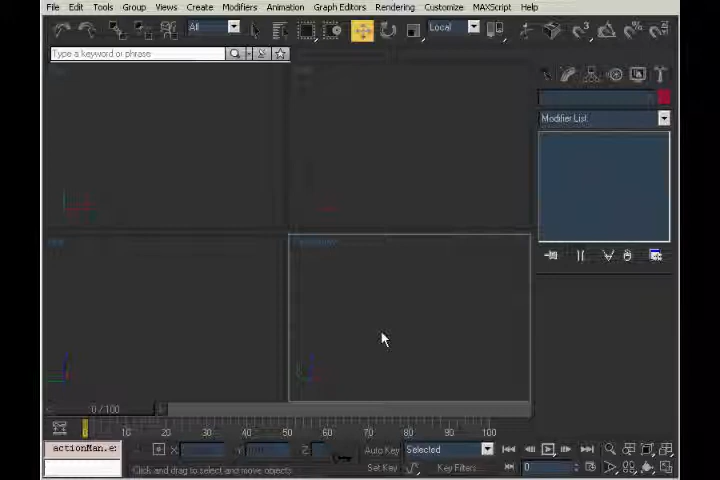 File Edit Tools Group Views Create Modifiers Animation Graph Editors Rendering Customize MAXScript Help
All Local
Type a keyword or phrase
Modifier List
0 / 100
0 10 20 30 40 50 60 70 80 90 100
actionMan.e X Y Z Auto Key Selected
Click and drag to select and move objects Set Key Key Filters... 0